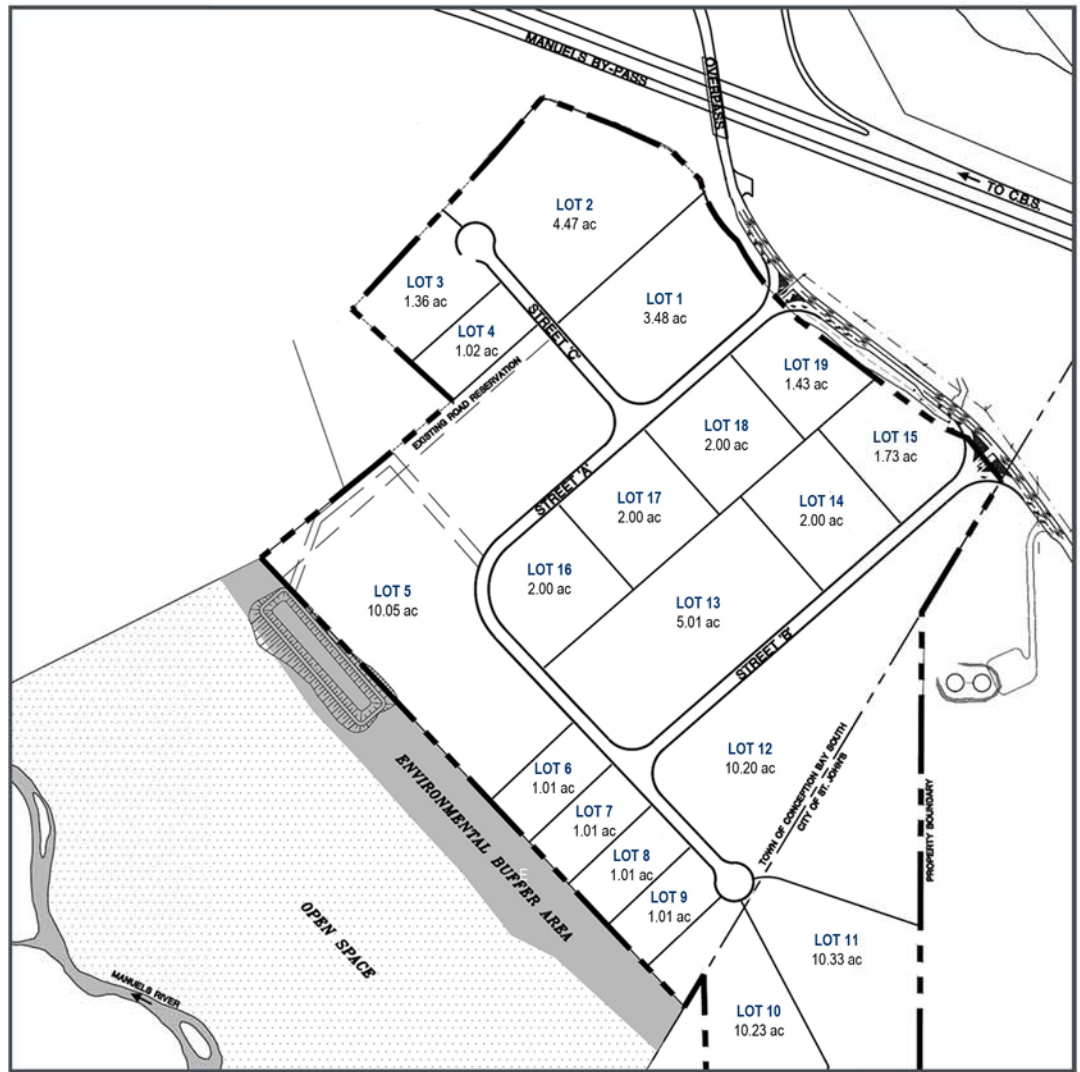 MANUELS BY-PASS
OVERPASS
TO C.B.S.
LOT 2
4.47 ac
LOT 3
1.36 ac
LOT 1
3.48 ac
LOT 4
1.02 ac
STREET 'C'
EXISTING ROAD RESERVATION
LOT 19
1.43 ac
LOT 18
2.00 ac
LOT 15
1.73 ac
STREET 'A'
LOT 17
2.00 ac
LOT 14
2.00 ac
LOT 16
2.00 ac
LOT 5
10.05 ac
LOT 13
5.01 ac
STREET 'B'
LOT 12
10.20 ac
TOWN OF CONCEPTION BAY SOUTH
CITY OF ST. JOHN'S
PROPERTY BOUNDARY
LOT 6
1.01 ac
LOT 7
1.01 ac
LOT 8
1.01 ac
LOT 9
1.01 ac
ENVIRONMENTAL BUFFER AREA
E
OPEN SPACE
LOT 11
10.33 ac
MANUELS RIVER
LOT 10
10.23 ac